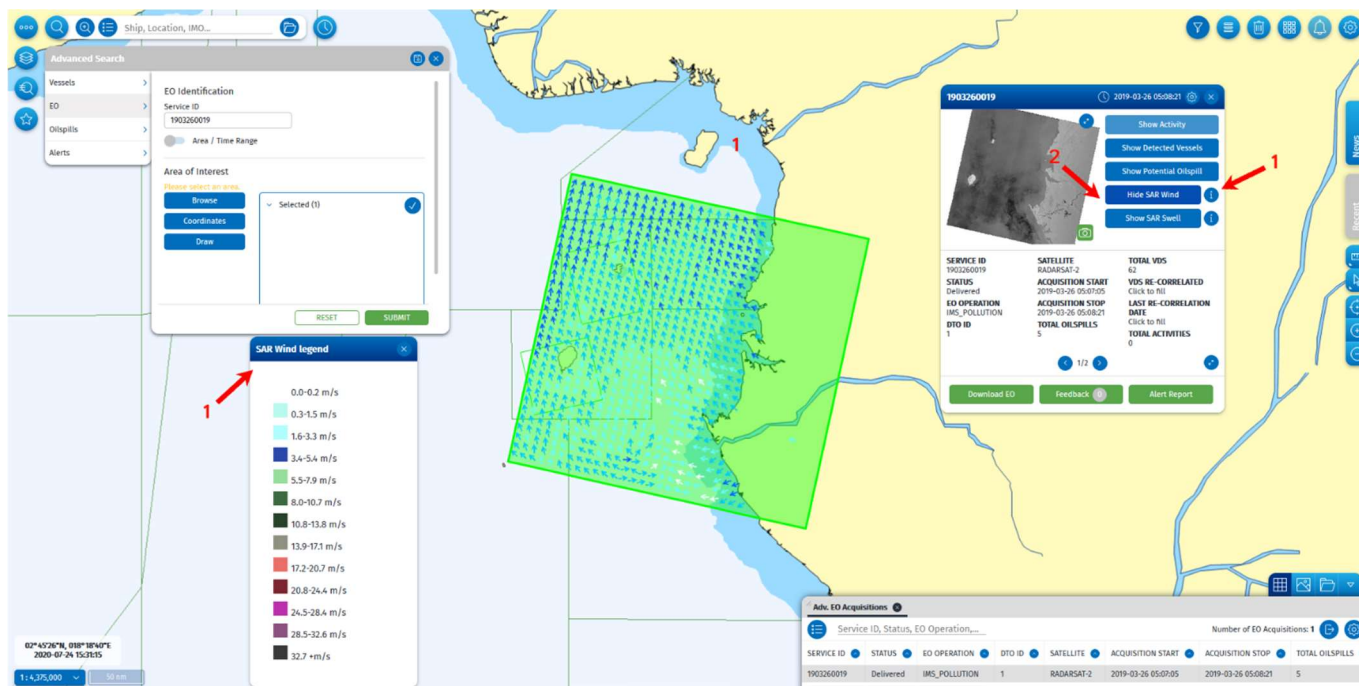 Ship, Location, IMO...
Advanced Search
Vessels
EO
Oilspills
Alerts
EO Identification
Service ID
1903260019
Area / Time Range
Area of Interest
Please select an area.
Browse
Coordinates
Draw
Selected (1)
RESET
SUBMIT
SAR Wind legend
1
0.0-0.2 m/s
0.3-1.5 m/s
1.6-3.3 m/s
3.4-5.4 m/s
5.5-7.9 m/s
8.0-10.7 m/s
10.8-13.8 m/s
13.9-17.1 m/s
17.2-20.7 m/s
20.8-24.4 m/s
24.5-28.4 m/s
28.5-32.6 m/s
32.7 +m/s
02°45'26"N, 018°18'40"E
2020-07-24 15:31:15
1 : 4,375,000
50 nm
1
1903260019
2019-03-26 05:08:21
Show Activity
Show Detected Vessels
Show Potential Oilspill
2
Hide SAR Wind
1
Show SAR Swell
SERVICE ID
1903260019
STATUS
Delivered
EO OPERATION
IMS_POLLUTION
DTO ID
1
SATELLITE
RADARSAT-2
ACQUISITION START
2019-03-26 05:07:05
ACQUISITION STOP
2019-03-26 05:08:21
TOTAL OILSPILLS
5
TOTAL VDS
62
VDS RE-CORRELATED
Click to fill
LAST RE-CORRELATION
DATE
Click to fill
TOTAL ACTIVITIES
0
1/2
Download EO
Feedback 0
Alert Report
News
Recent
Adv. EO Acquisitions
Service ID, Status, EO Operation,...
Number of EO Acquisitions: 1
SERVICE ID STATUS EO OPERATION DTO ID SATELLITE ACQUISITION START ACQUISITION STOP TOTAL OILSPILLS
1903260019 Delivered IMS_POLLUTION 1 RADARSAT-2 2019-03-26 05:07:05 2019-03-26 05:08:21 5